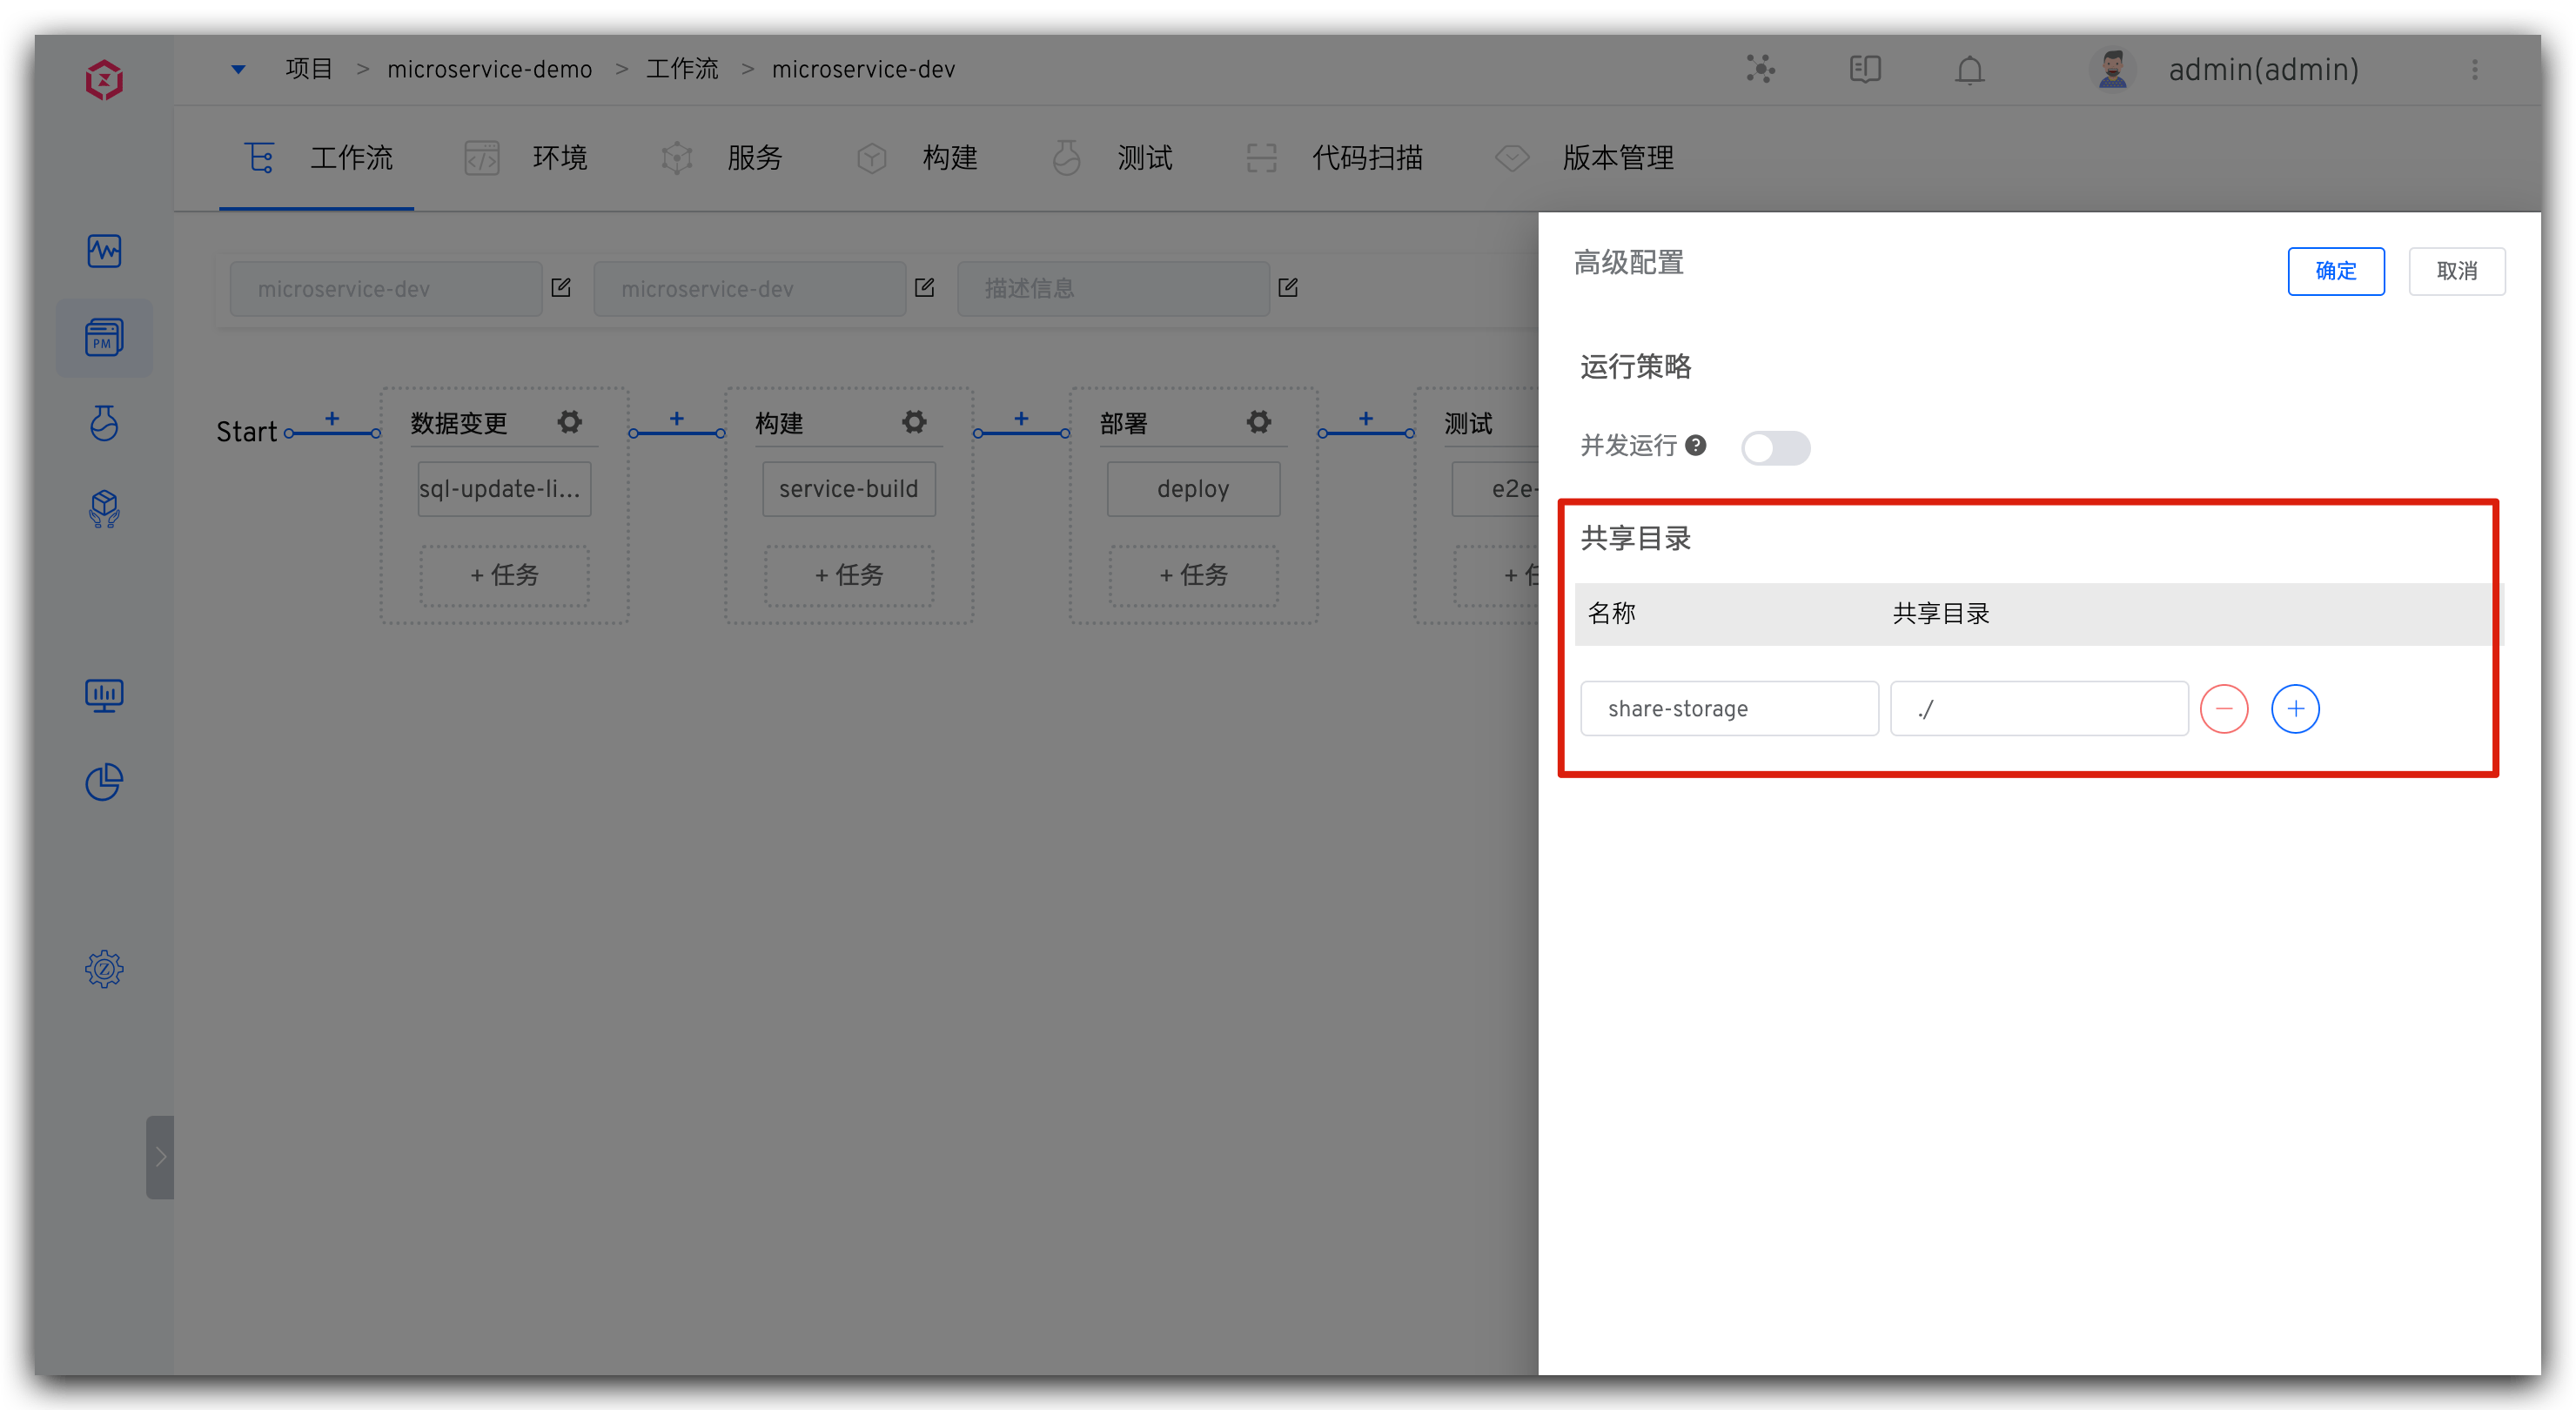 项目 > microservice-demo > 工作流 > microservice-dev
admin(admin)
工作流 环境 服务 构建 测试 代码扫描 版本管理
PM
microservice-dev microservice-dev 描述信息
Start
数据变更
sql-update-li...
+ 任务
构建
service-build
+ 任务
部署
deploy
+ 任务
测试
e2e-
高级配置
确定 取消
运行策略
并发运行 ?
共享目录
名称 共享目录
share-storage ./